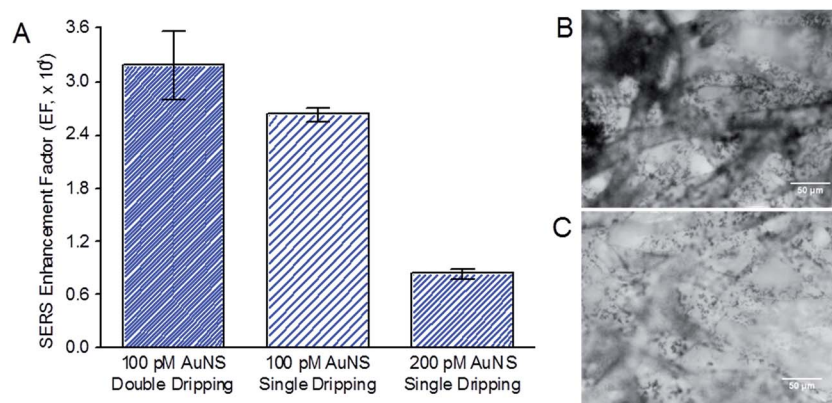 A
SERS Enhancement Factor (EF, x 10⁴)
3.6
3.0
2.4
1.8
1.2
0.6
0.0
100 pM AuNS
Double Dripping
100 pM AuNS
Single Dripping
200 pM AuNS
Single Dripping
B
50 µm
C
50 µm